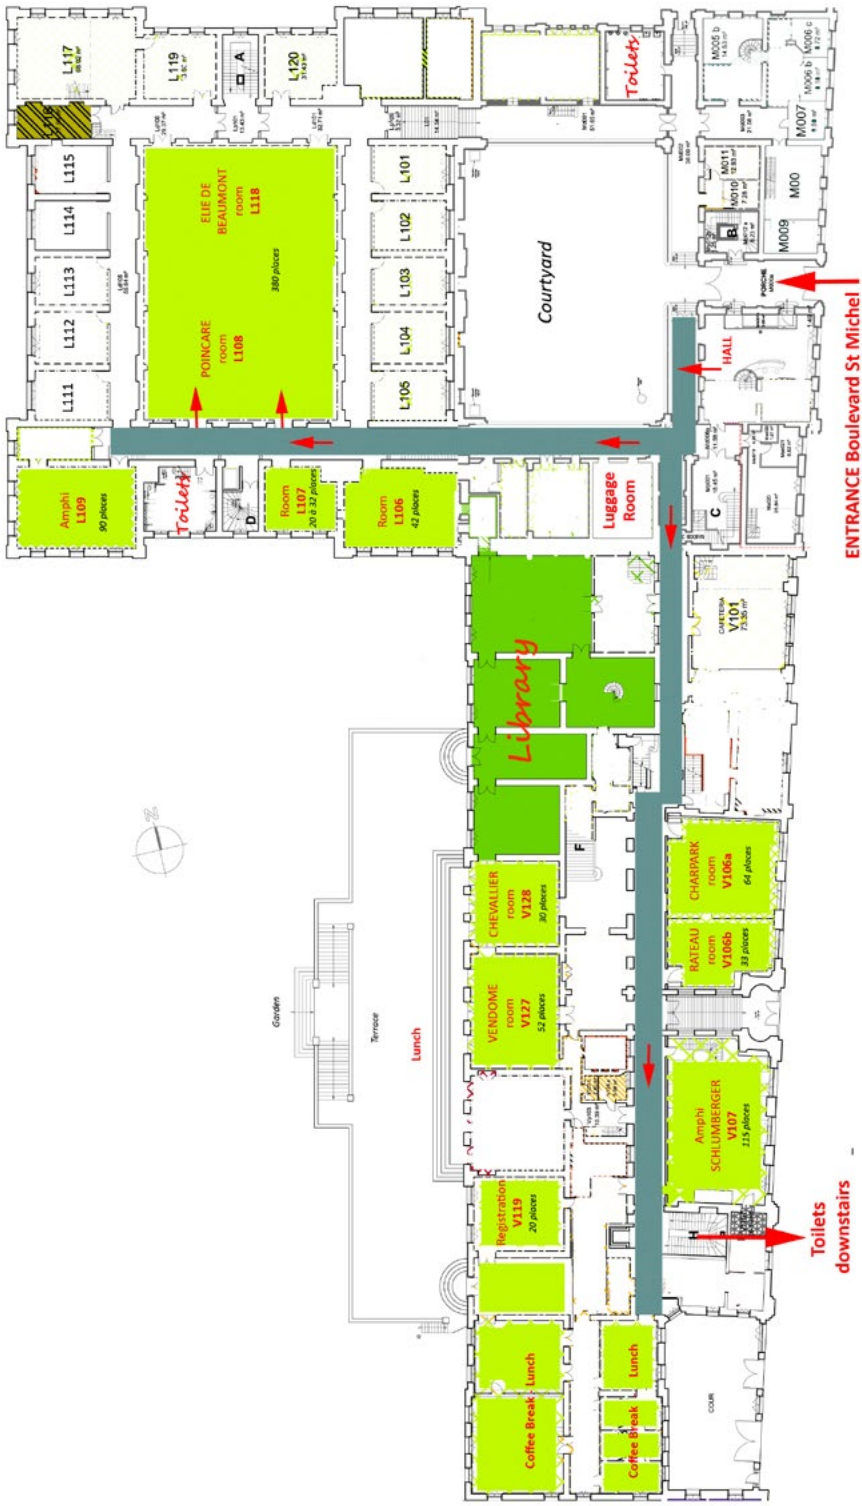 L117
L119
A
L120
Toilets
M005 b
M006 c
M006 b
M007
L115
L114
L113
L112
L111
ELIE DE
BEAUMONT
room
L118
380 places
POINCARE
room
L108
L101
L102
L103
L104
L105
Courtyard
M011
M010
B
M00
M009
PORCHE
HALL
ENTRANCE Boulevard St Michel
Amphi
L109
90 places
Toilets
D
Room
L107
20 à 32 places
Room
L106
42 places
Luggage
Room
C
Library
CAFETERIA
V101
73.35 m²
F
CHEVALLIER
room
V128
30 places
VENDOME
room
V127
52 places
CHARPARK
room
V106a
64 places
RATEAU
room
V106b
33 places
Garden
Terrace
Lunch
Amphi
SCHLUMBERGER
V107
115 places
Registration
V119
20 places
H
Toilets
downstairs
Coffee Break - Lunch
Lunch
Coffee Break
COUR